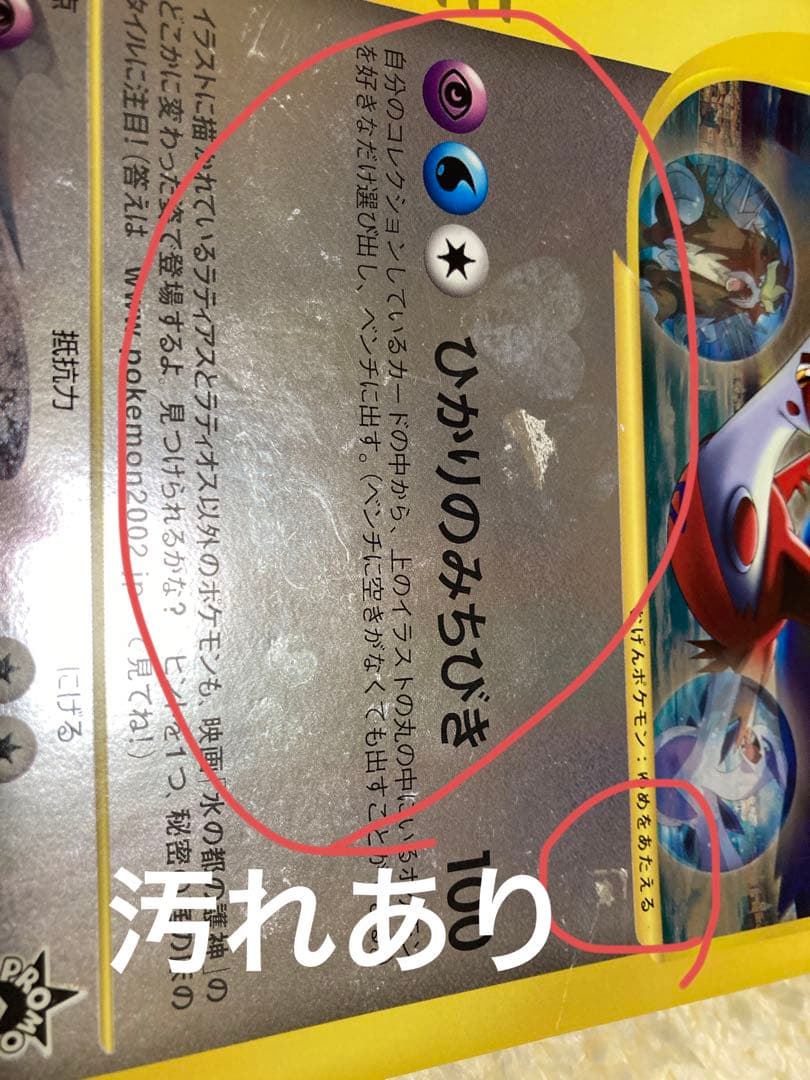 むげんポケモン：ゆめをあたえる
ひかりのみちびき 100
自分のコレクションしているカードの中から、上のイラストの丸の中にいるポケモン
を好きなだけ選び出し、ベンチに出す。（ベンチに空きがなくても出すことが
イラストに描かれているラティアスとラティオス以外のポケモンも、映画「水の都の護神」の
どこかに変わった姿で登場するよ。見つけられるかな？ ヒントを1つ、秘密の
タイルに注目！（答えは www.pokemon2002.jp で見てね！）
点
抵抗力
にげる
PROMO
汚れあり